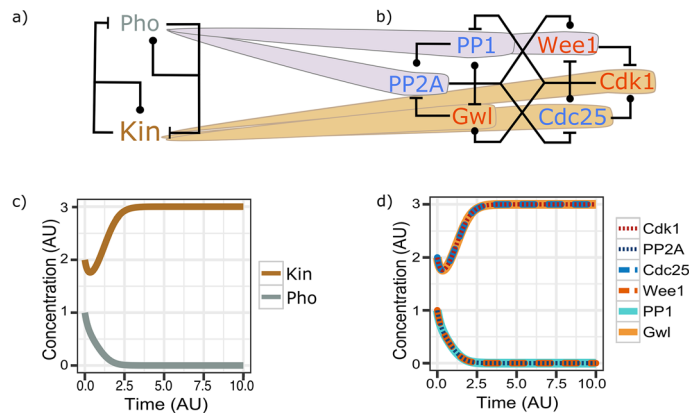 a)
Pho
Kin
b)
PP1
Wee1
PP2A
Cdk1
Gwl
Cdc25
c)
Concentration (AU)
3
2
1
0
0.0 2.5 5.0 7.5 10.0
Time (AU)
Kin
Pho
d)
Concentration (AU)
3
2
1
0
0.0 2.5 5.0 7.5 10.0
Time (AU)
Cdk1
PP2A
Cdc25
Wee1
PP1
Gwl